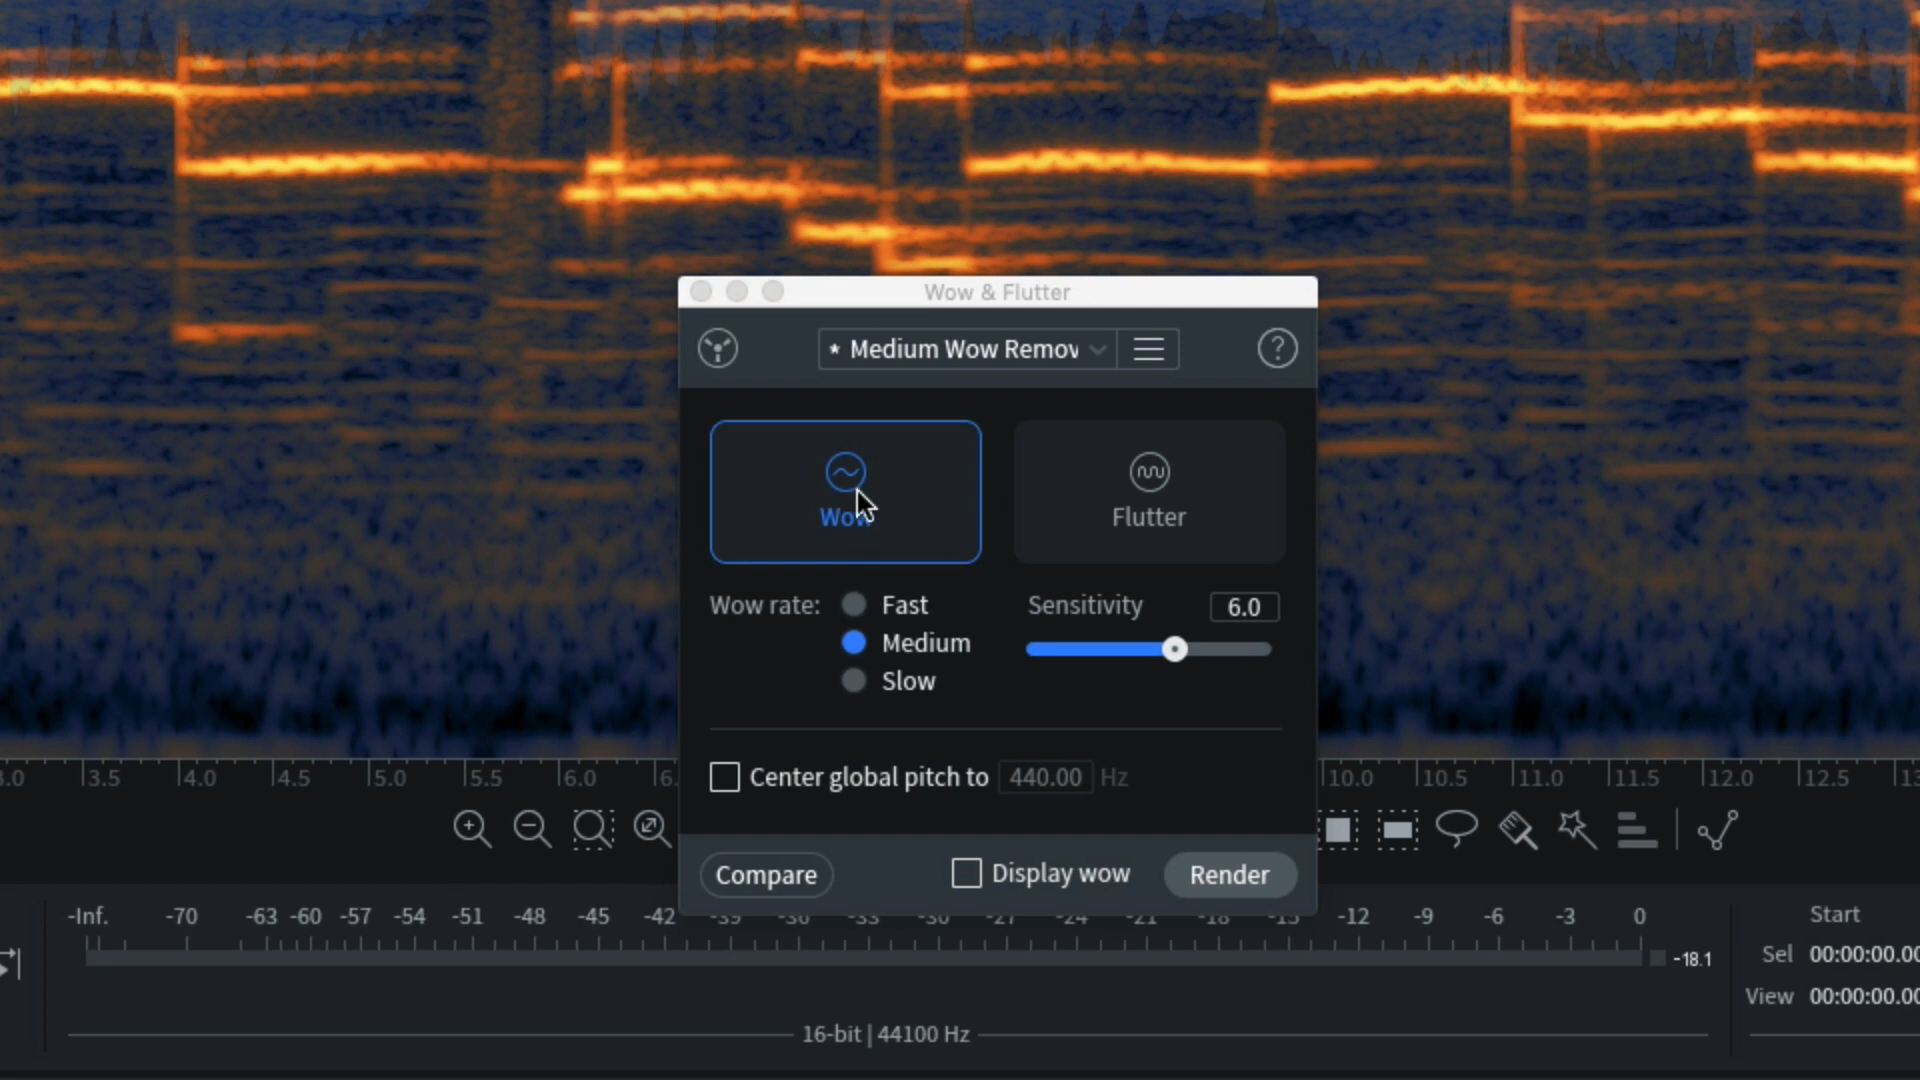 Wow & Flutter
* Medium Wow Remov
?
Wow
Flutter
Wow rate:
Fast
Medium
Slow
Sensitivity
6.0
Center global pitch to 440.00 Hz
3.5 4.0 4.5 5.0 5.5 6.0 10.0 10.5 11.0 11.5 12.0 12.5
Compare
Display wow
Render
-Inf. -70 -63 -60 -57 -54 -51 -48 -45 -42 -12 -9 -6 -3 0
-18.1
Start
Sel 00:00:00.00
View 00:00:00.00
16-bit | 44100 Hz